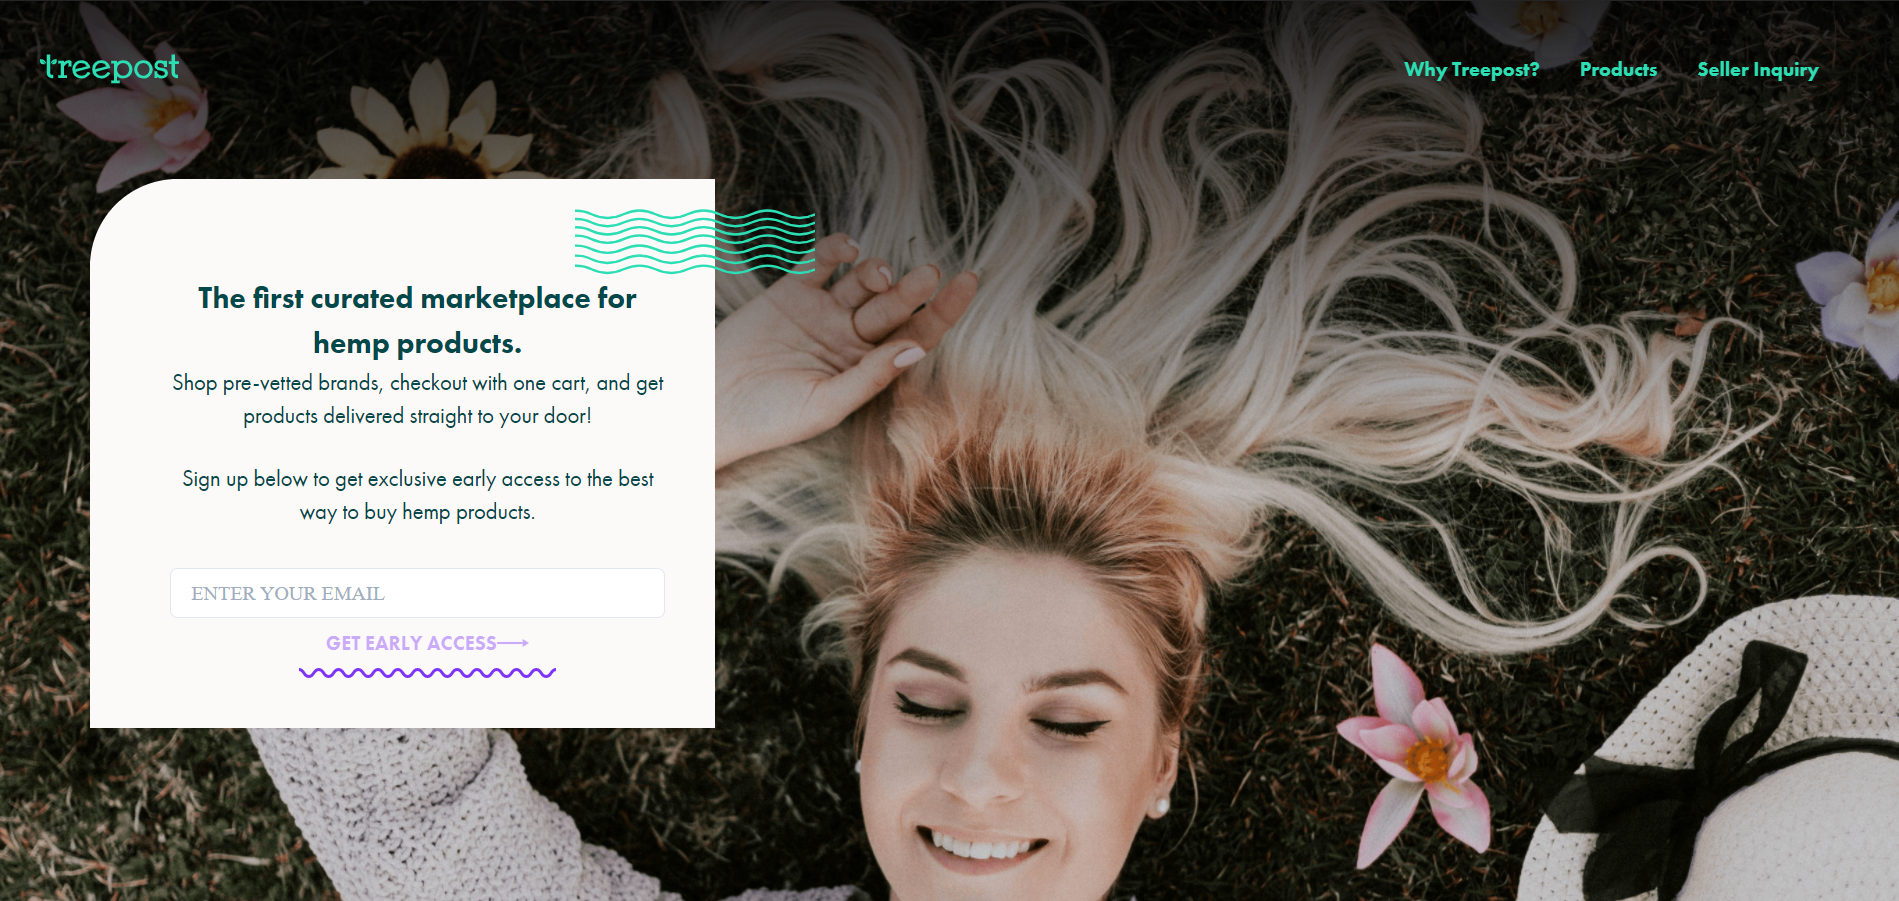 treepost
Why Treepost?
Products
Seller Inquiry
The first curated marketplace for
hemp products.
Shop pre-vetted brands, checkout with one cart, and get
products delivered straight to your door!
Sign up below to get exclusive early access to the best
way to buy hemp products.
ENTER YOUR EMAIL
GET EARLY ACCESS